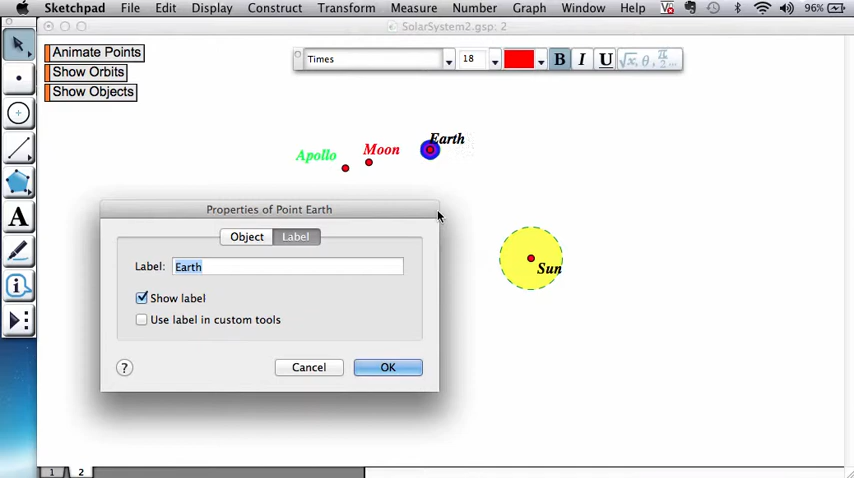 Sketchpad File Edit Display Construct Transform Measure Number Graph Window Help 96%
SolarSystem2.gsp: 2
Animate Points
Show Orbits
Show Objects
Times 18 B I U
Earth
Moon
Apollo
Sun
Properties of Point Earth
Object Label
Label: Earth
Show label
Use label in custom tools
? Cancel OK
A
1 2